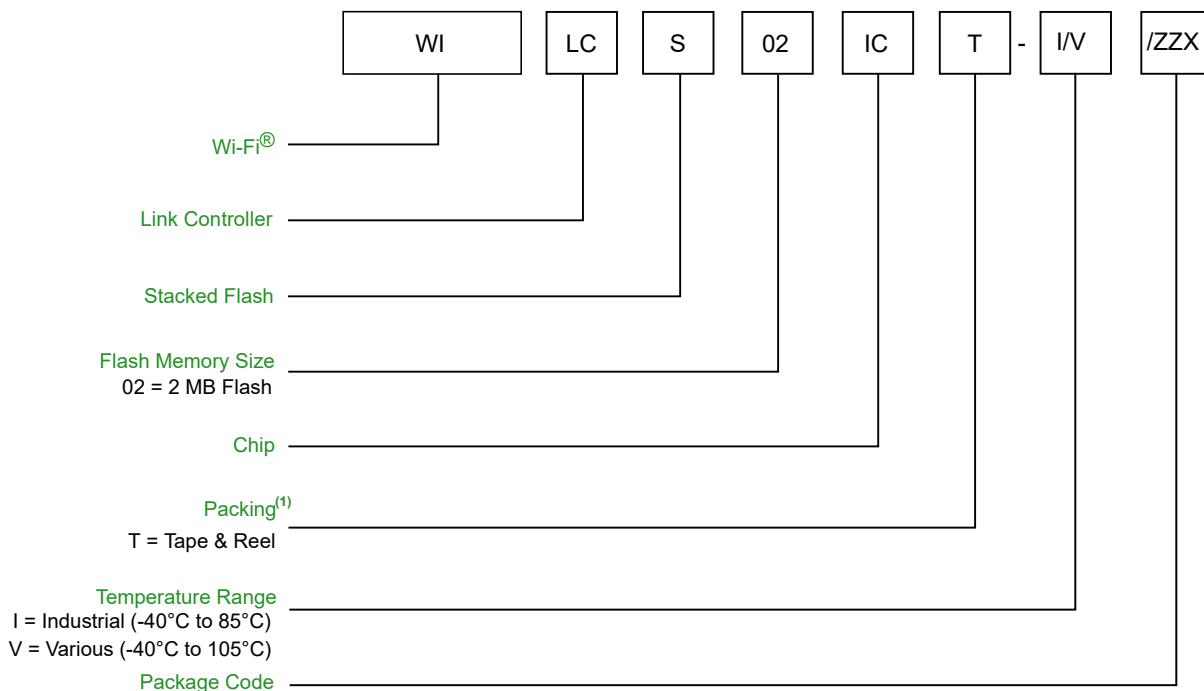 WI LC S 02 IC T - I/V /ZZX
Wi-Fi®
Link Controller
Stacked Flash
Flash Memory Size
02 = 2 MB Flash
Chip
Packing(1)
T = Tape & Reel
Temperature Range
I = Industrial (-40°C to 85°C)
V = Various (-40°C to 105°C)
Package Code